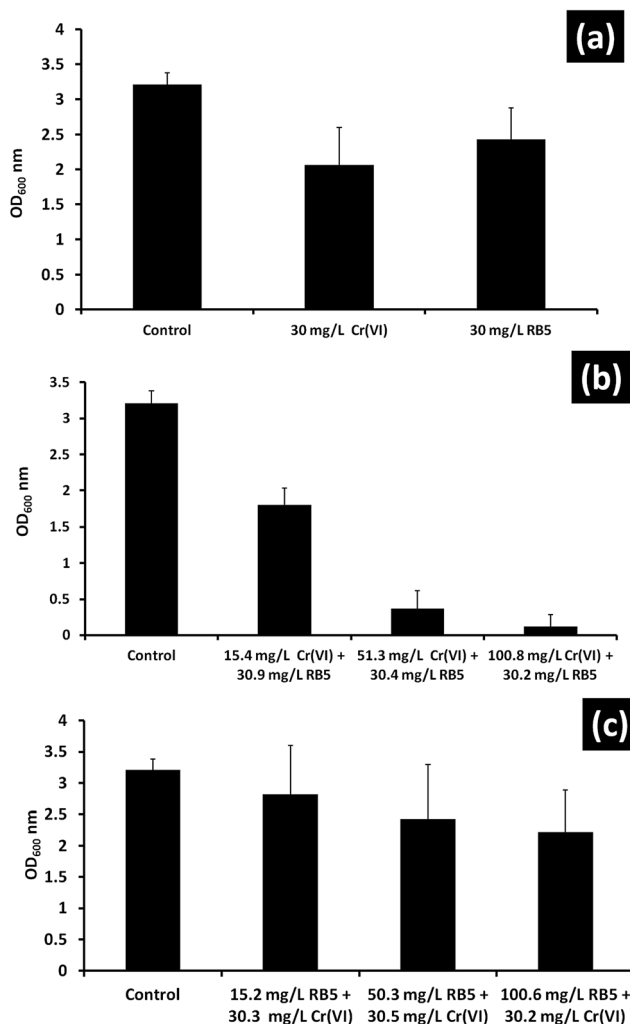 (a)
4
3.5
3
2.5
2
1.5
1
0.5
0
OD600 nm
Control 30 mg/L Cr(VI) 30 mg/L RB5
(b)
3.5
3
2.5
2
1.5
1
0.5
0
OD600 nm
Control 15.4 mg/L Cr(VI) + 51.3 mg/L Cr(VI) + 100.8 mg/L Cr(VI) +
30.9 mg/L RB5 30.4 mg/L RB5 30.2 mg/L RB5
(c)
4
3.5
3
2.5
2
1.5
1
0.5
0
OD600 nm
Control 15.2 mg/L RB5 + 50.3 mg/L RB5 + 100.6 mg/L RB5 +
30.3 mg/L Cr(VI) 30.5 mg/L Cr(VI) 30.2 mg/L Cr(VI)